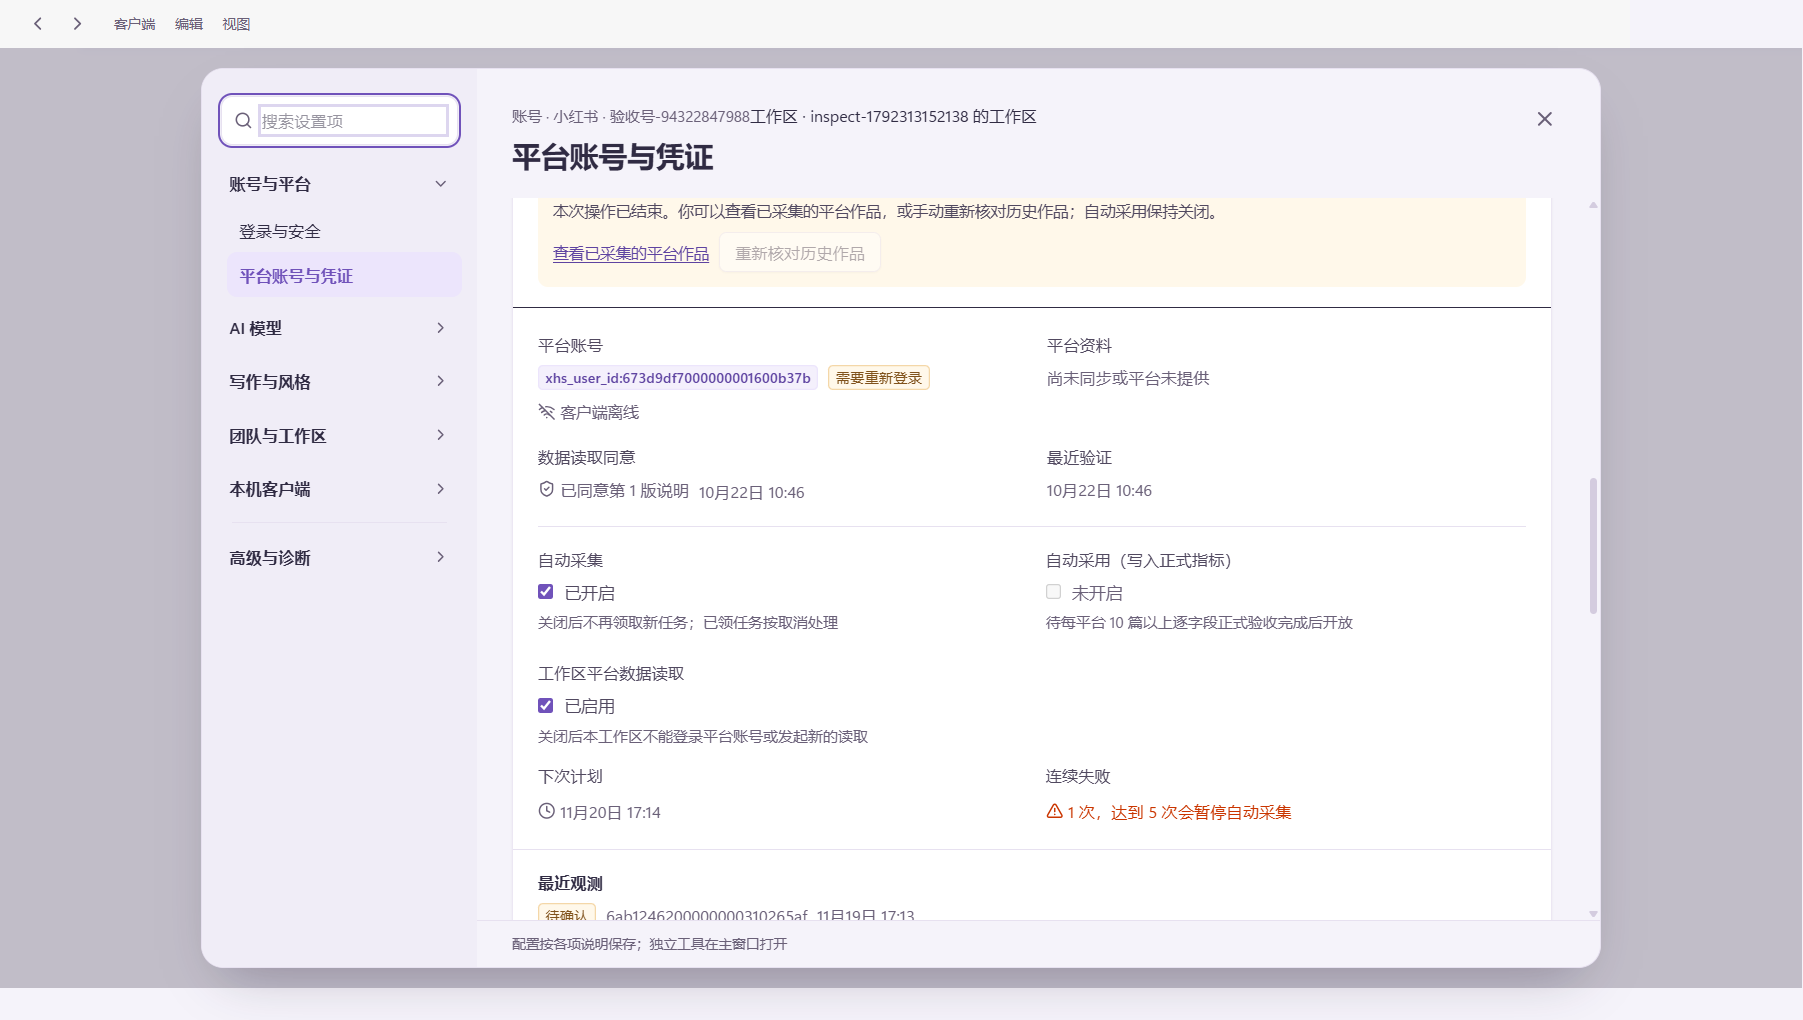 客户端 编辑 视图
搜索设置项
账号与平台
登录与安全
平台账号与凭证
AI 模型
写作与风格
团队与工作区
本机客户端
高级与诊断
账号 · 小红书 · 验收号-94322847988工作区 · inspect-1792313152138 的工作区
平台账号与凭证
本次操作已结束。你可以查看已采集的平台作品，或手动重新核对历史作品；自动采用保持关闭。
查看已采集的平台作品 重新核对历史作品
平台账号
xhs_user_id:673d9df7000000001600b37b 需要重新登录
客户端离线
平台资料
尚未同步或平台未提供
数据读取同意
已同意第 1 版说明 10月22日 10:46
最近验证
10月22日 10:46
自动采集
已开启
关闭后不再领取新任务；已领任务按取消处理
自动采用（写入正式指标）
未开启
待每平台 10 篇以上逐字段正式验收完成后开放
工作区平台数据读取
已启用
关闭后本工作区不能登录平台账号或发起新的读取
下次计划
11月20日 17:14
连续失败
1 次，达到 5 次会暂停自动采集
最近观测
待确认 6ab1246200000000310265af 11月19日 17:13
配置按各项说明保存；独立工具在主窗口打开